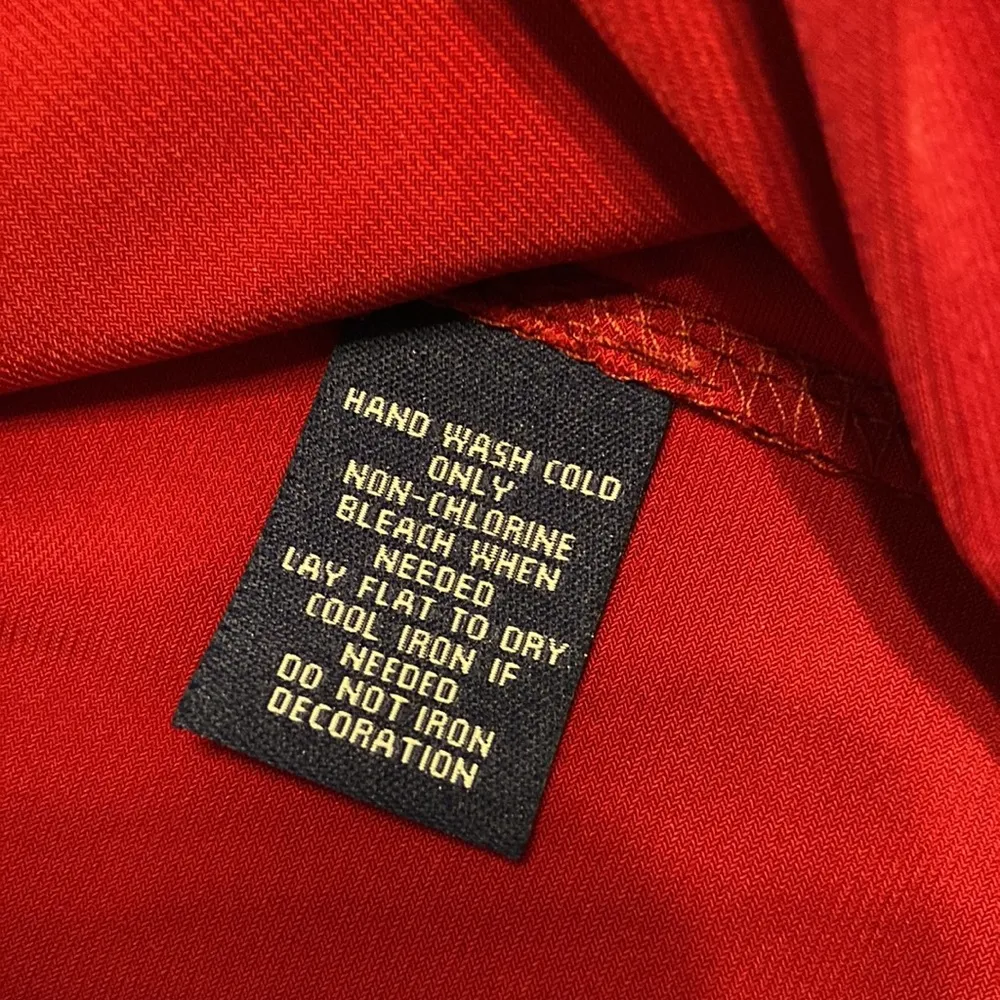 HAND WASH COLD
ONLY
NON-CHLORINE
BLEACH WHEN
NEEDED
LAY FLAT TO DRY
COOL IRON IF
NEEDED
DO NOT IRON
DECORATION